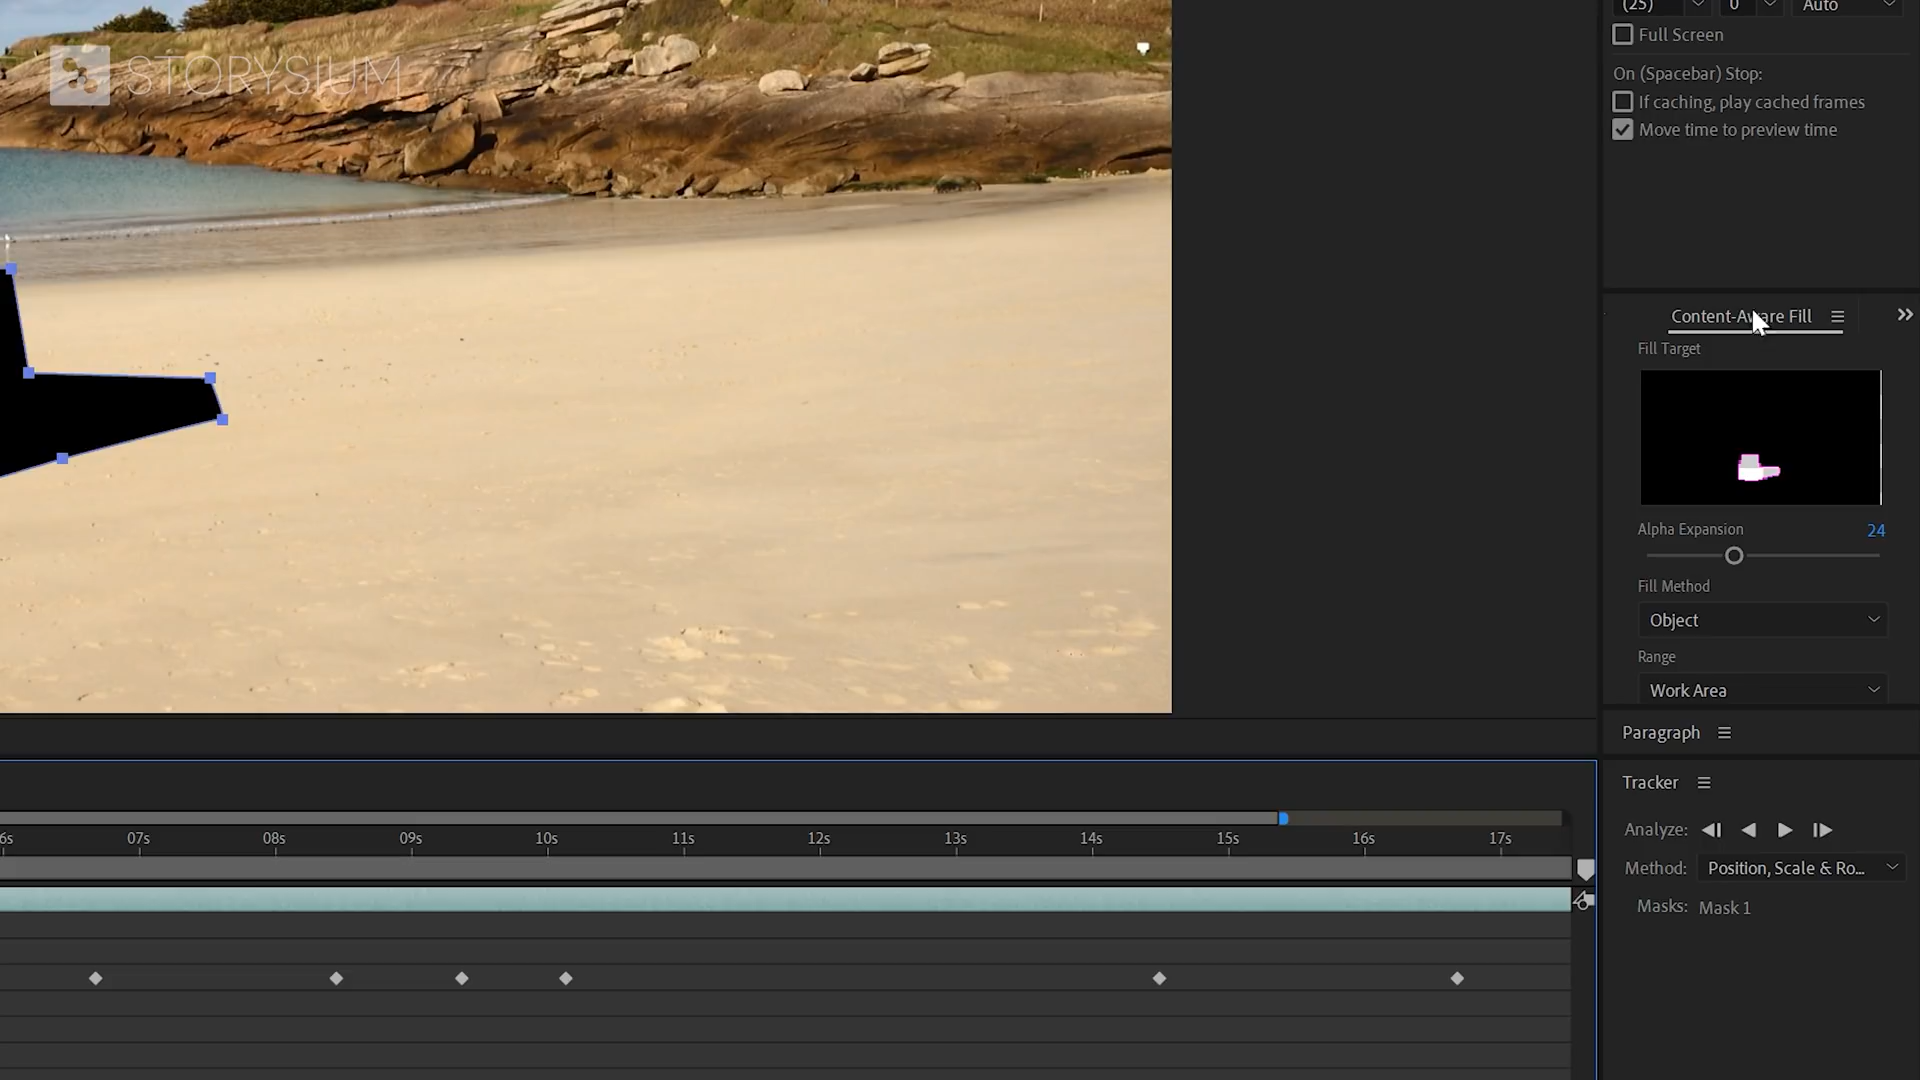 (25) 0 Auto
Full Screen
STORYSIUM
On (Spacebar) Stop:
If caching, play cached frames
Move time to preview time
Content-Aware Fill
Fill Target
Alpha Expansion 24
Fill Method
Object
Range
Work Area
Paragraph
Tracker
Analyze:
Method: Position, Scale & Ro...
Masks: Mask 1
6s 07s 08s 09s 10s 11s 12s 13s 14s 15s 16s 17s